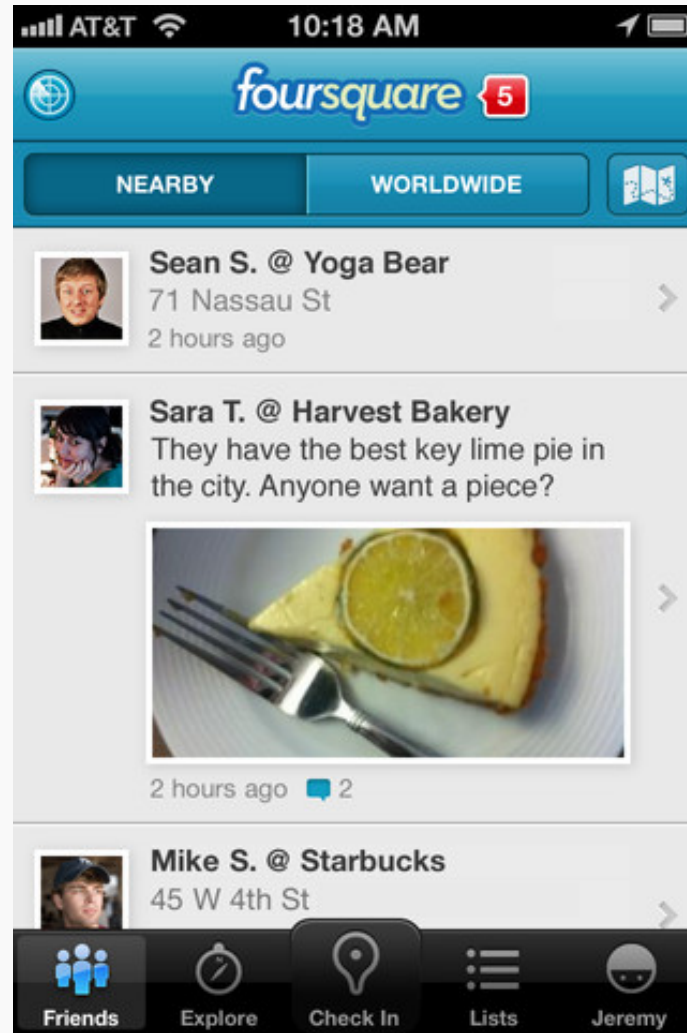 AT&T 10:18 AM
foursquare 5
NEARBY WORLDWIDE
Sean S. @ Yoga Bear
71 Nassau St
2 hours ago
Sara T. @ Harvest Bakery
They have the best key lime pie in
the city. Anyone want a piece?
2 hours ago 2
Mike S. @ Starbucks
45 W 4th St
Friends Explore Check In Lists Jeremy